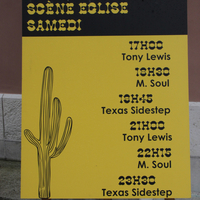 SCÈNE EGLISE
SAMEDI
17H00
Tony Lewis
18H30
M. Soul
19H45
Texas Sidestep
21H00
Tony Lewis
22H15
M. Soul
23H30
Texas Sidestep